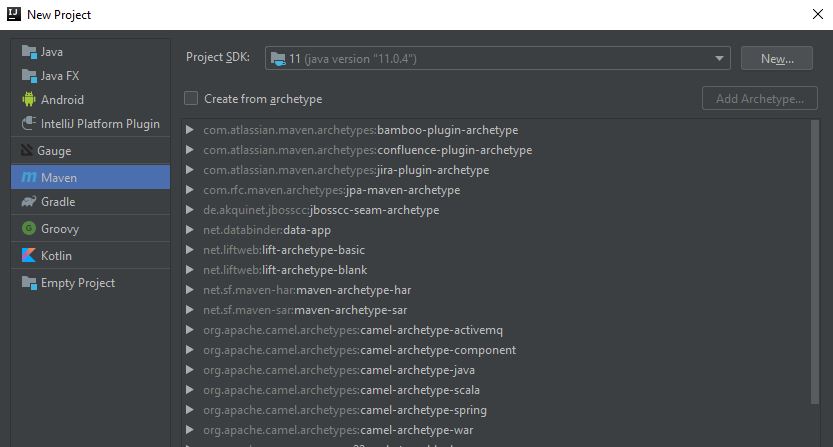 New Project
Java
Java FX
Android
IntelliJ Platform Plugin
Gauge
Maven
Gradle
Groovy
Kotlin
Empty Project
Project SDK: 11 (java version "11.0.4") New...
Create from archetype Add Archetype...
com.atlassian.maven.archetypes:bamboo-plugin-archetype
com.atlassian.maven.archetypes:confluence-plugin-archetype
com.atlassian.maven.archetypes:jira-plugin-archetype
com.rfc.maven.archetypes:jpa-maven-archetype
de.akquinet.jbosscc:jbosscc-seam-archetype
net.databinder:data-app
net.liftweb:lift-archetype-basic
net.liftweb:lift-archetype-blank
net.sf.maven-har:maven-archetype-har
net.sf.maven-sar:maven-archetype-sar
org.apache.camel.archetypes:camel-archetype-activemq
org.apache.camel.archetypes:camel-archetype-component
org.apache.camel.archetypes:camel-archetype-java
org.apache.camel.archetypes:camel-archetype-scala
org.apache.camel.archetypes:camel-archetype-spring
org.apache.camel.archetypes:camel-archetype-war